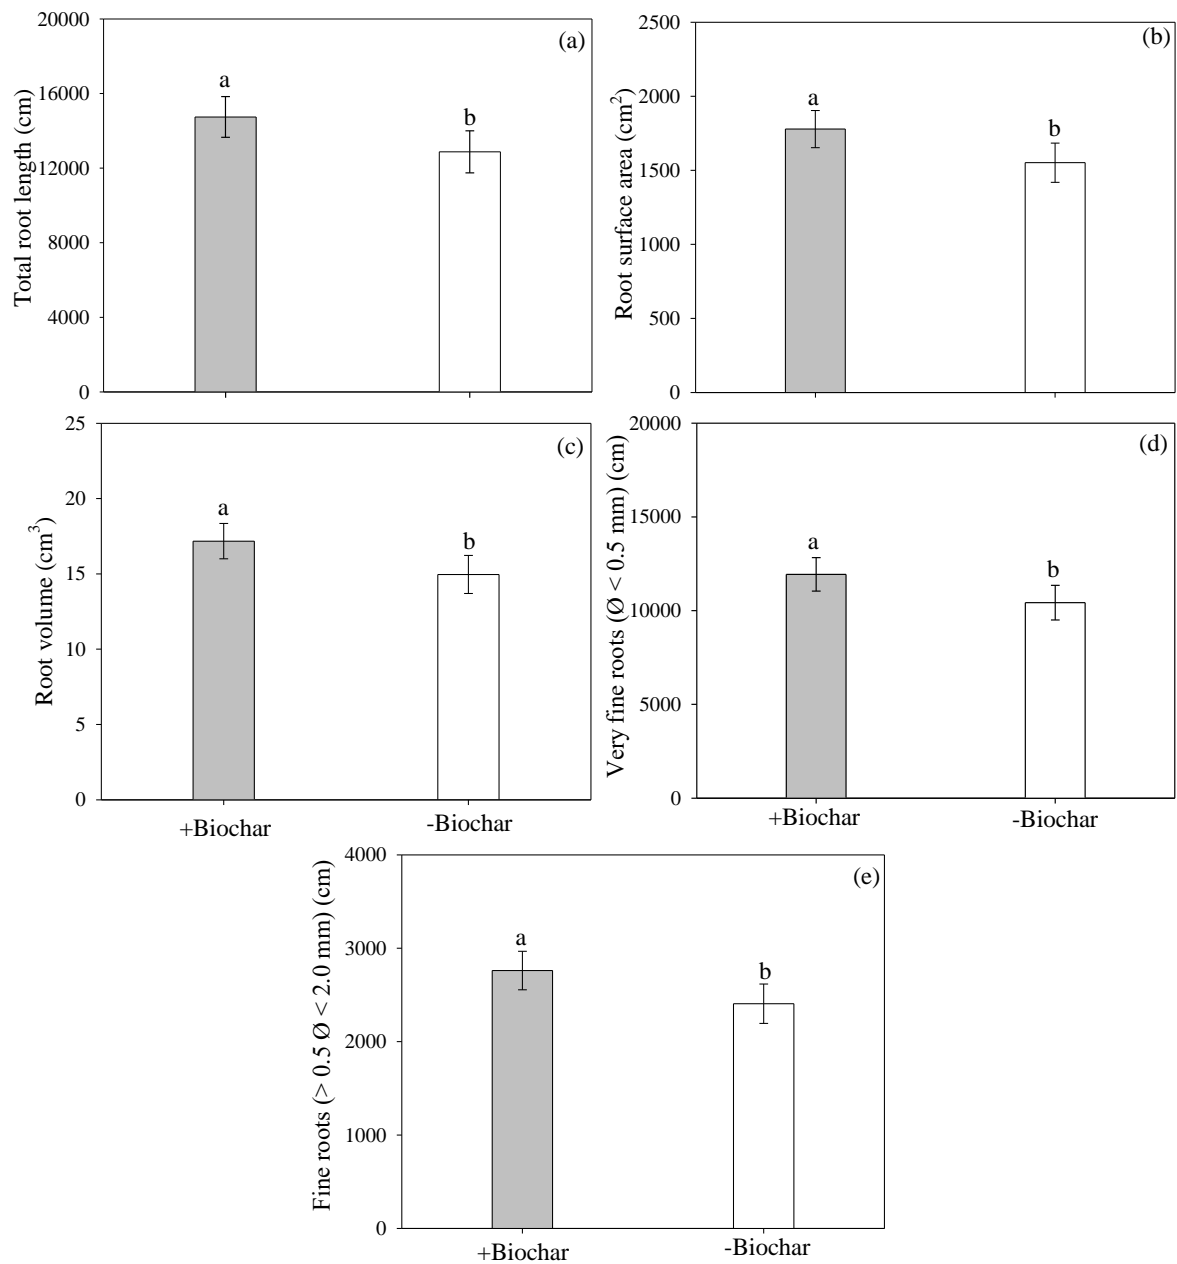 Total root length (cm)
20000
16000
12000
8000
4000
0
(a)
a
b
Root surface area (cm²)
2500
2000
1500
1000
500
0
(b)
a
b
Root volume (cm³)
25
20
15
10
5
0
(c)
a
b
+Biochar
-Biochar
Very fine roots (Ø < 0.5 mm) (cm)
20000
15000
10000
5000
0
(d)
a
b
+Biochar
-Biochar
Fine roots (> 0.5 Ø < 2.0 mm) (cm)
4000
3000
2000
1000
0
(e)
a
b
+Biochar
-Biochar